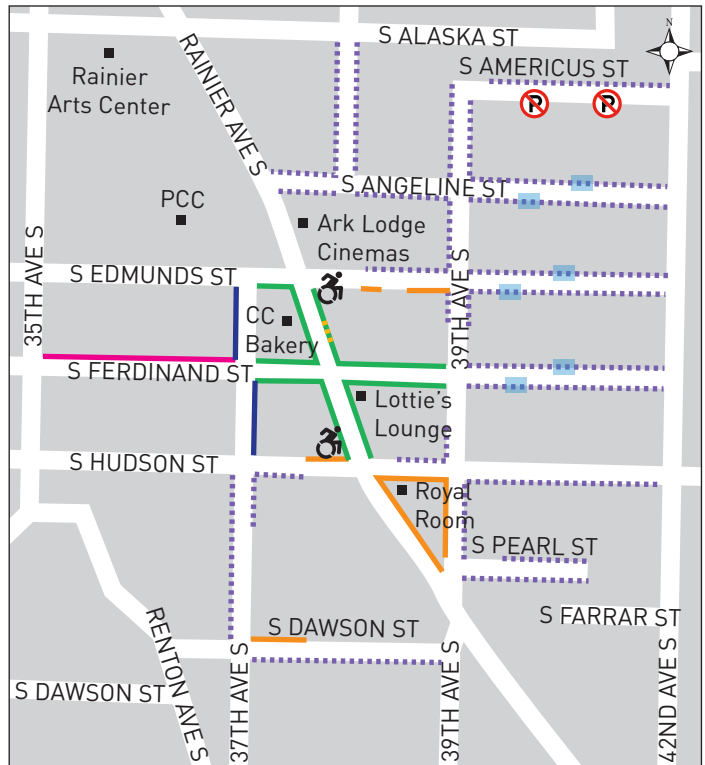 N
S ALASKA ST
S AMERICUS ST
P P
Rainier
Arts Center
RAINIER AVE S
S ANGELINE ST
PCC
Ark Lodge
Cinemas
35TH AVE S
S EDMUNDS ST
39TH AVE S
CC
Bakery
S FERDINAND ST
Lottie's
Lounge
S HUDSON ST
Royal
Room
S PEARL ST
S FARRAR ST
RENTON AVE S
S DAWSON ST
S DAWSON ST
37TH AVE S
39TH AVE S
42ND AVE S